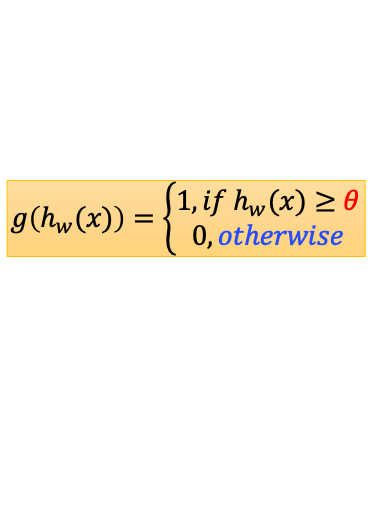 g(h_w(x)) = {1, if h_w(x) ≥ θ
0, otherwise